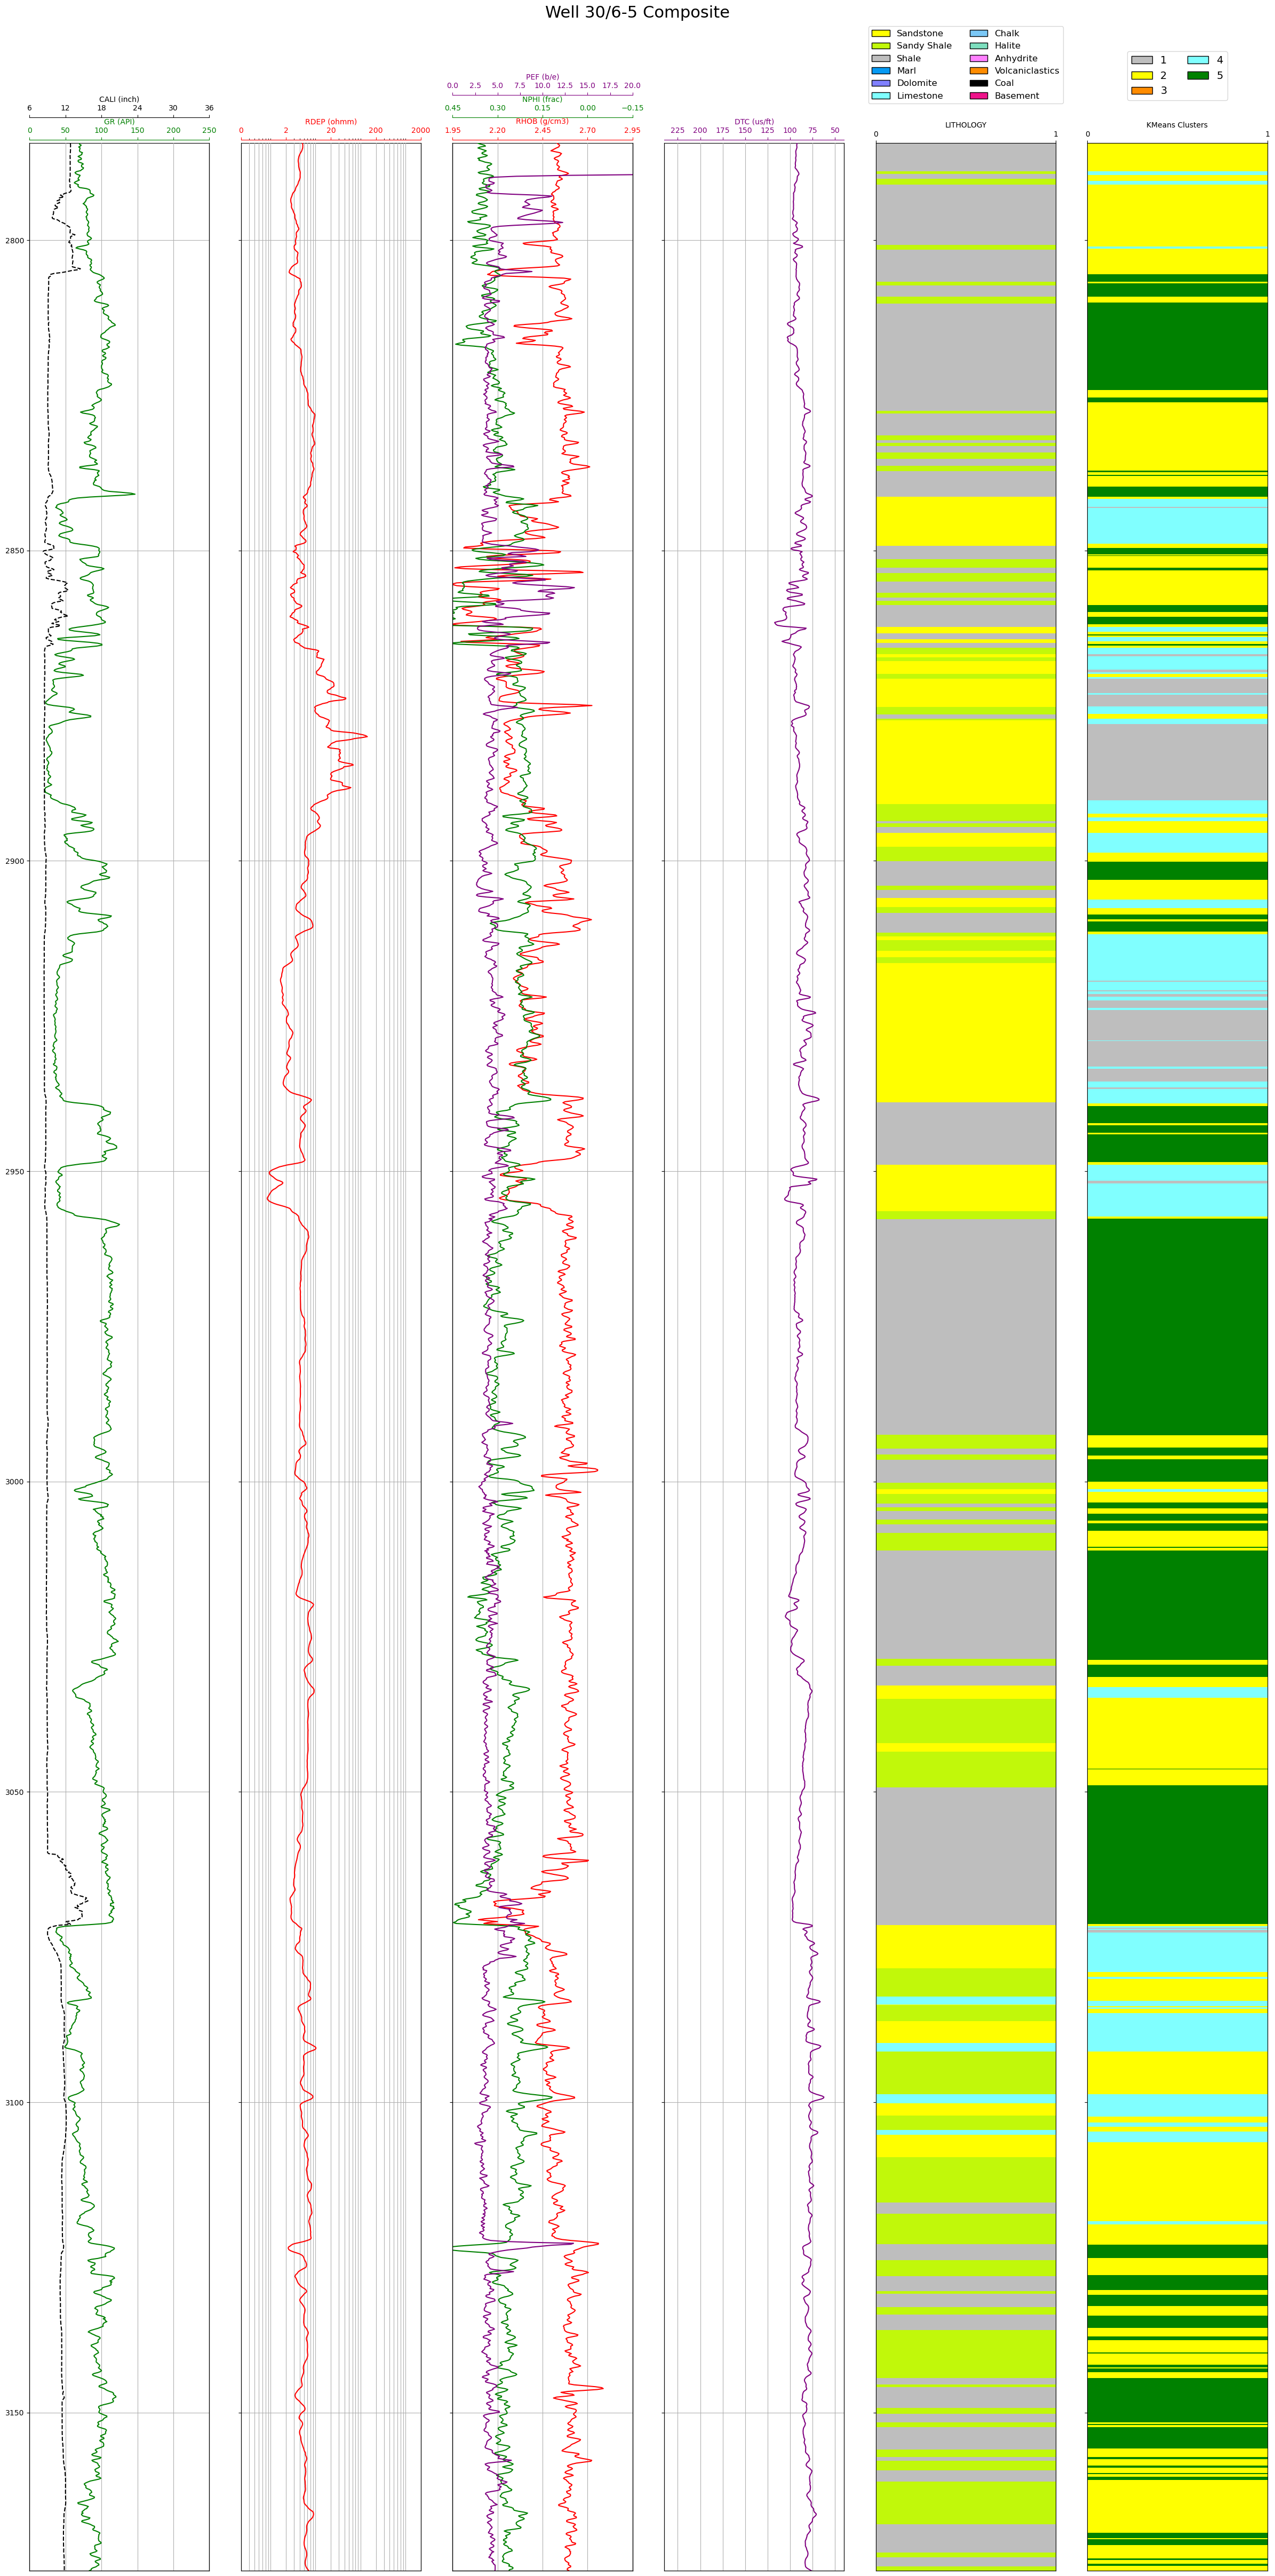 Well 30/6-5 Composite
Sandstone Chalk
Sandy Shale Halite
Shale Anhydrite
Marl Volcaniclastics
Dolomite Coal
Limestone Basement
1 4
2 5
3
PEF (b/e)
0.0 2.5 5.0 7.5 10.0 12.5 15.0 17.5 20.0
CALI (inch) NPHI (frac)
6 12 18 24 30 36 0.45 0.30 0.15 0.00 −0.15
GR (API) RDEP (ohmm) RHOB (g/cm3) DTC (us/ft) LITHOLOGY KMeans Clusters
0 50 100 150 200 250 0 2 20 200 2000 1.95 2.20 2.45 2.70 2.95 225 200 175 150 125 100 75 50 0 1 0 1
2800
2850
2900
2950
3000
3050
3100
3150